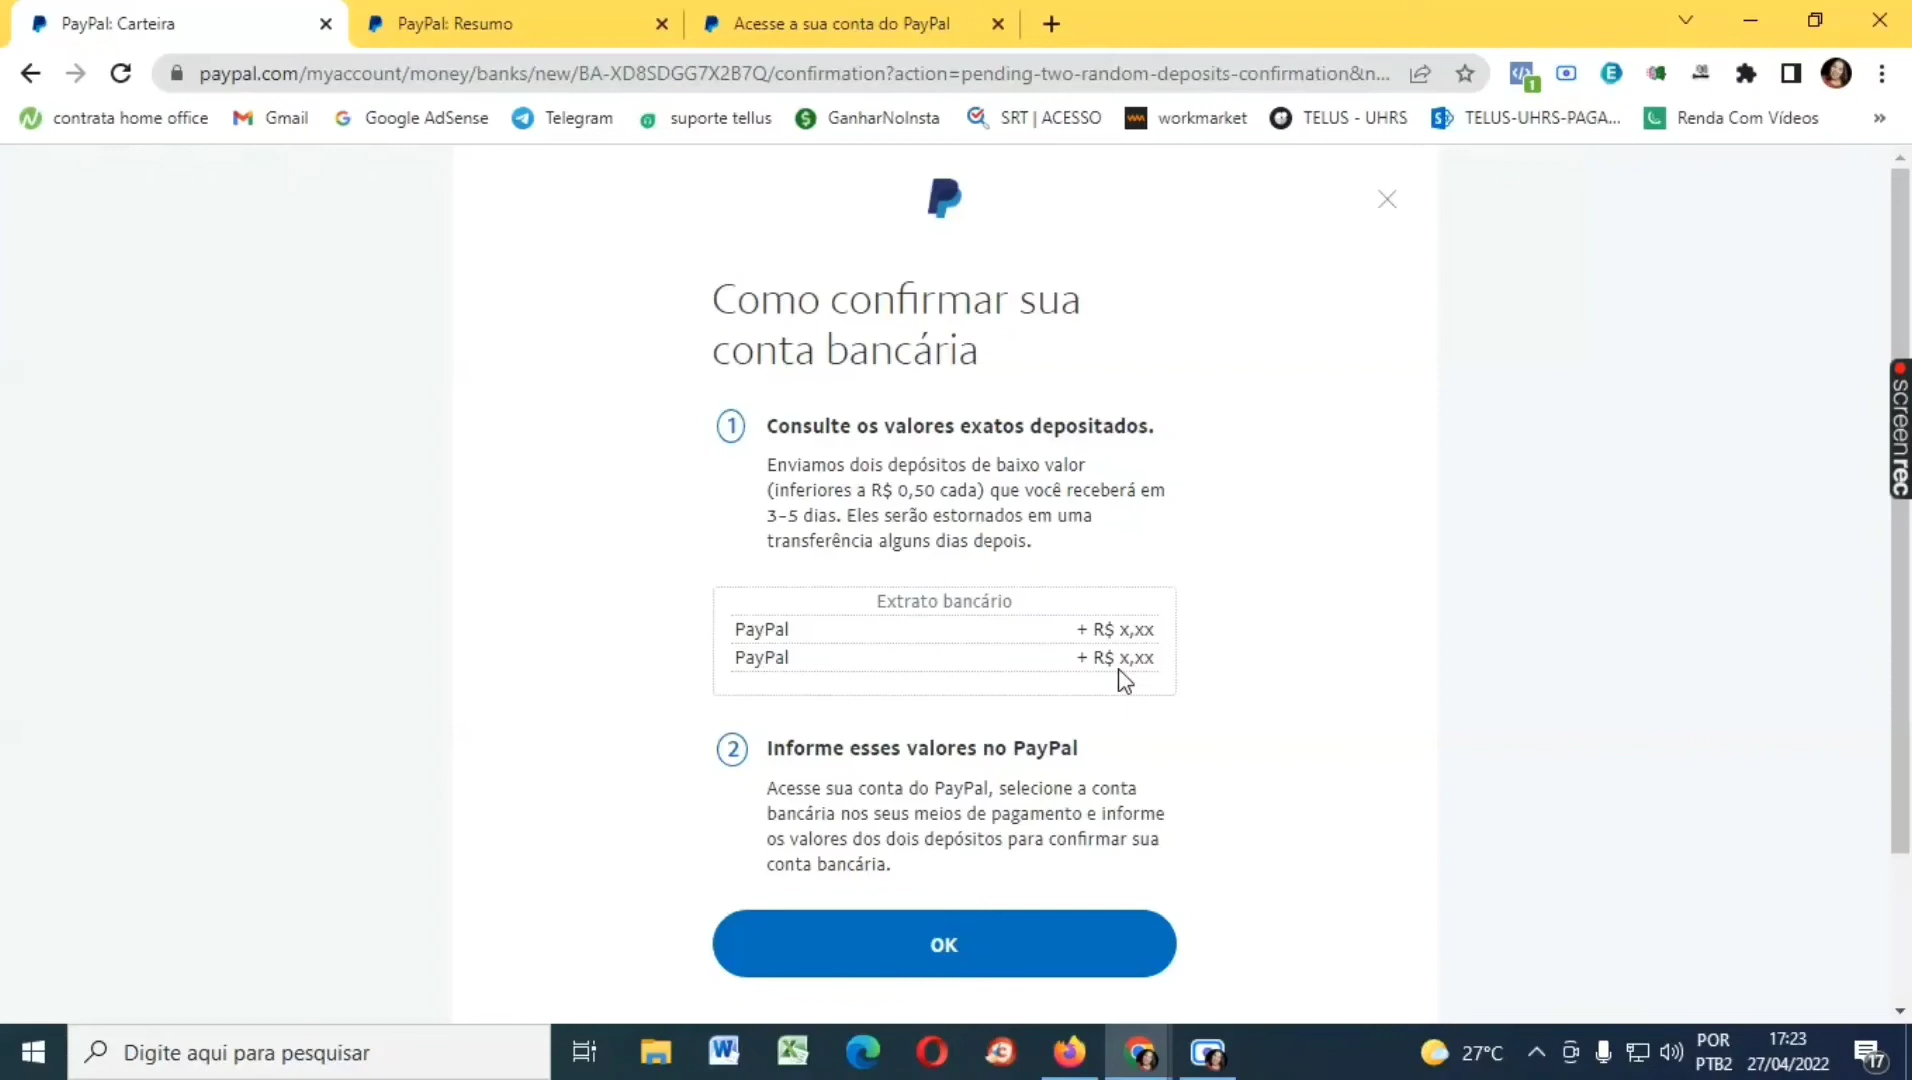 PayPal: Carteira
PayPal: Resumo
Acesse a sua conta do PayPal
paypal.com/myaccount/money/banks/new/BA-XD8SDGG7X2B7Q/confirmation?action=pending-two-random-deposits-confirmation&n...
contrata home office
Gmail
Google AdSense
Telegram
suporte tellus
GanharNoInsta
SRT | ACESSO
workmarket
TELUS - UHRS
TELUS-UHRS-PAGA...
Renda Com Vídeos
»
Como confirmar sua
conta bancária
1 Consulte os valores exatos depositados.
Enviamos dois depósitos de baixo valor
(inferiores a R$ 0,50 cada) que você receberá em
3-5 dias. Eles serão estornados em uma
transferência alguns dias depois.
Extrato bancário
PayPal + R$ x,xx
PayPal + R$ x,xx
2 Informe esses valores no PayPal
Acesse sua conta do PayPal, selecione a conta
bancária nos seus meios de pagamento e informe
os valores dos dois depósitos para confirmar sua
conta bancária.
OK
screenrec
Digite aqui para pesquisar
27°C
POR
PTB2
17:23
27/04/2022
17